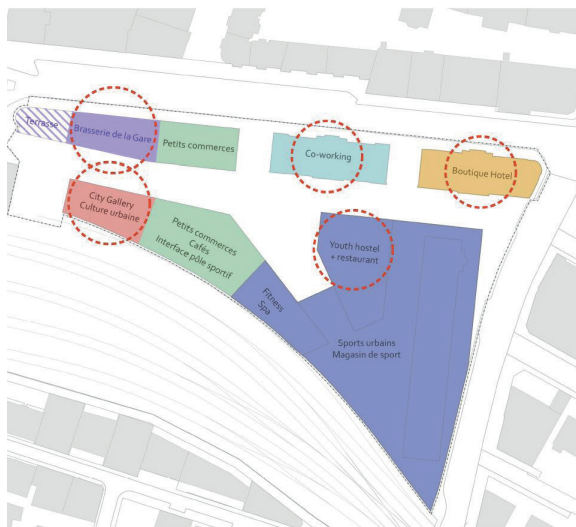 Terrasse
Brasserie de la Gare
Petits commerces
Co-working
Boutique Hotel
City Gallery
Culture urbaine
Petits commerces
Cafés
Interface pôle sportif
Youth hostel
+ restaurant
Fitness
Spa
Sports urbains
Magasin de sport